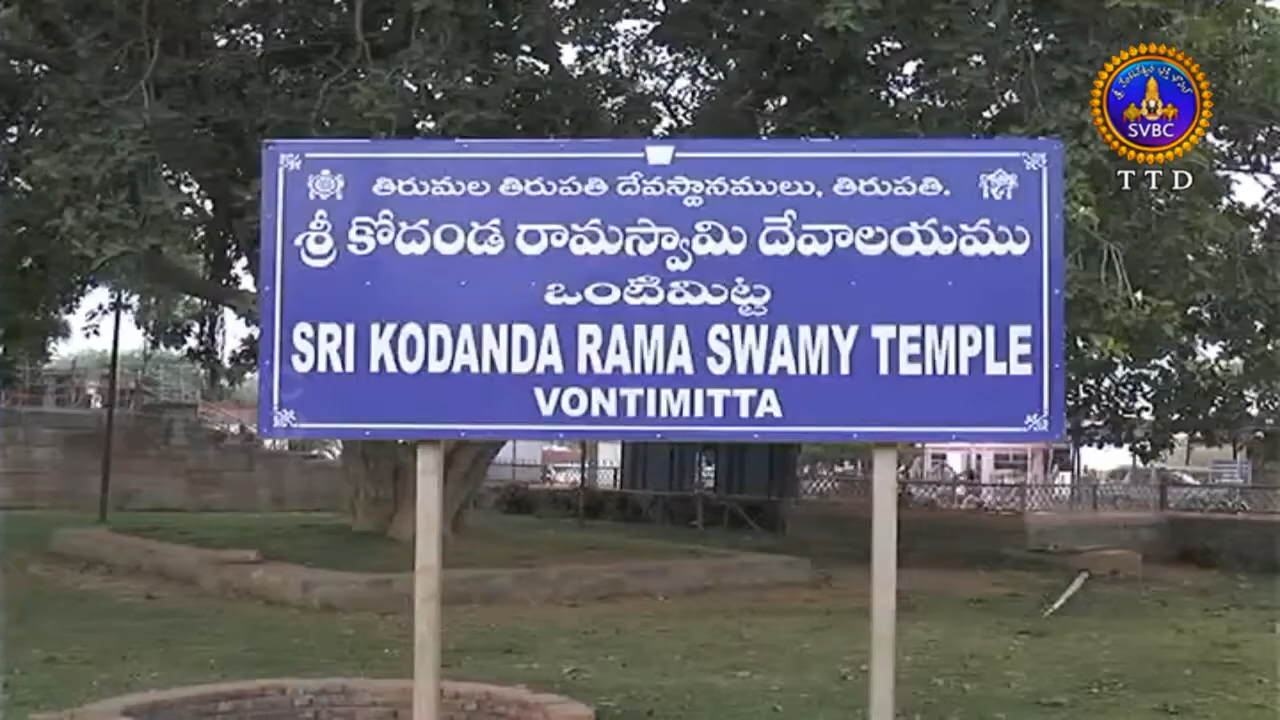 తిరుమల తిరుపతి దేవస్థానములు, తిరుపతి.
శ్రీ కోదండ రామస్వామి దేవాలయము
ఒంటిమిట్ట
SRI KODANDA RAMA SWAMY TEMPLE
VONTIMITTA
SVBC
TTD